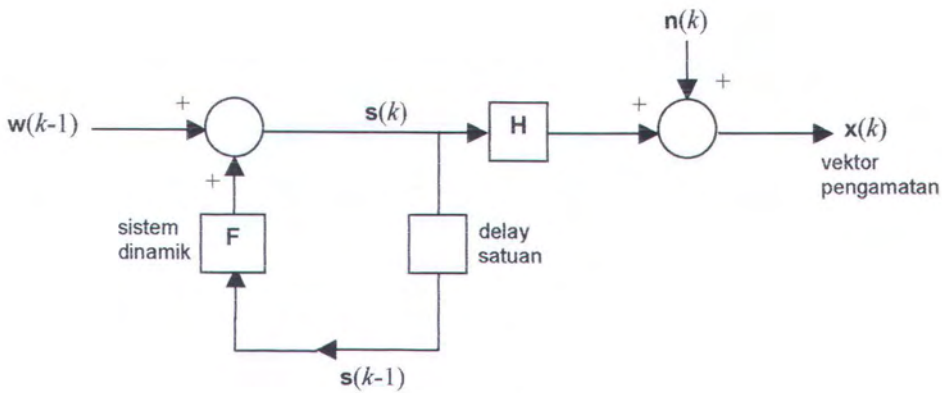 n(k)
+
+
s(k)
+
w(k-1)
H
x(k)
vektor
pengamatan
+
sistem
dinamik
F
delay
satuan
s(k-1)